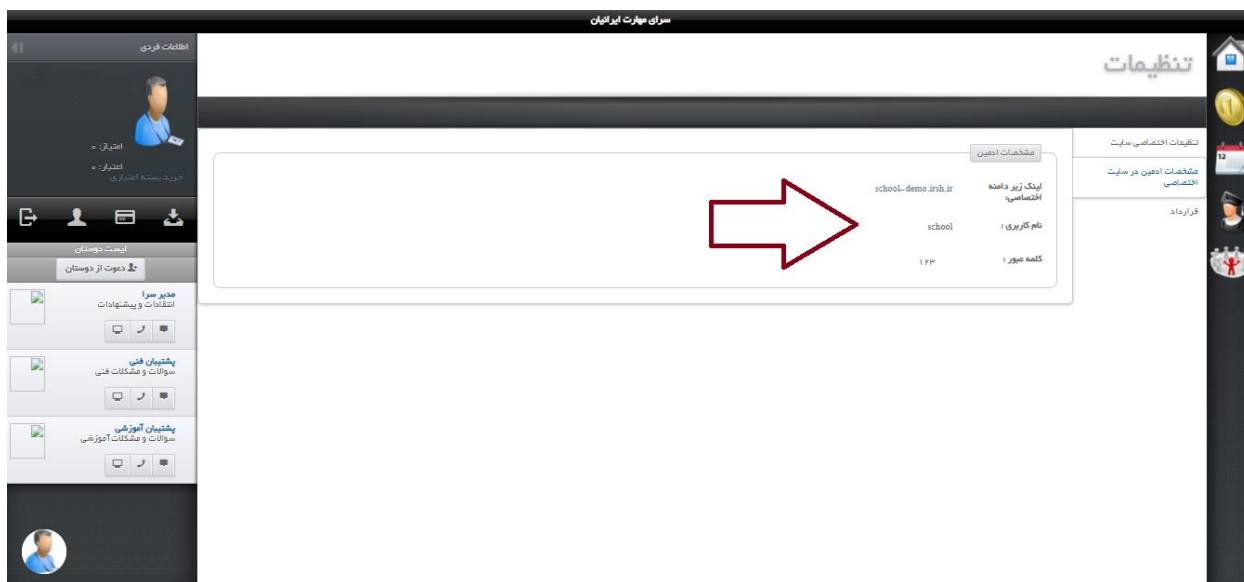 سرای مهارت ایرانیان
تنظیمات
12
تنظیمات اختصاصی سایت
مشخصات ادمین در سایت
اختصاصی
قرارداد
مشخصات ادمین
لینک زیر دامنه
اختصاصی:
school-demo.irsh.ir
نام کاربری :
school
کلمه عبور :
۱۲۳
اطلاعات فردی
امتیاز: ۰
اعتبار: ۰
خرید بسته اعتباری
لیست دوستان
دعوت از دوستان
مدیر سرا
انتقادات و پیشنهادات
پشتیبان فنی
سوالات و مشکلات فنی
پشتیبان آموزشی
سوالات و مشکلات آموزشی